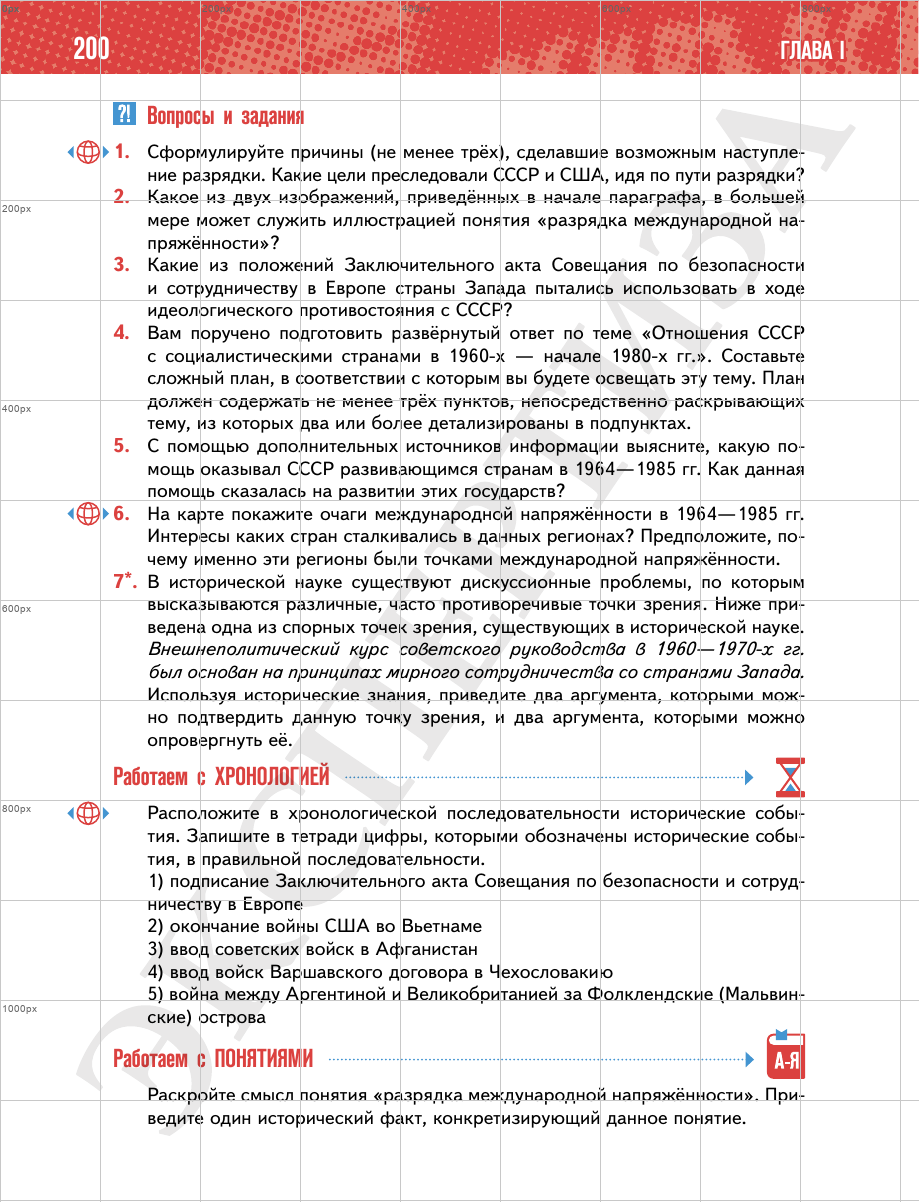 200
ГЛАВА I
?! Вопросы и задания
1. Сформулируйте причины (не менее трёх), сделавшие возможным наступле-
ние разрядки. Какие цели преследовали СССР и США, идя по пути разрядки?
2. Какое из двух изображений, приведённых в начале параграфа, в большей
мере может служить иллюстрацией понятия «разрядка международной на-
пряжённости»?
3. Какие из положений Заключительного акта Совещания по безопасности
и сотрудничеству в Европе страны Запада пытались использовать в ходе
идеологического противостояния с СССР?
4. Вам поручено подготовить развёрнутый ответ по теме «Отношения СССР
с социалистическими странами в 1960-х — начале 1980-х гг.». Составьте
сложный план, в соответствии с которым вы будете освещать эту тему. План
должен содержать не менее трёх пунктов, непосредственно раскрывающих
тему, из которых два или более детализированы в подпунктах.
5. С помощью дополнительных источников информации выясните, какую по-
мощь оказывал СССР развивающимся странам в 1964—1985 гг. Как данная
помощь сказалась на развитии этих государств?
6. На карте покажите очаги международной напряжённости в 1964—1985 гг.
Интересы каких стран сталкивались в данных регионах? Предположите, по-
чему именно эти регионы были точками международной напряжённости.
7*. В исторической науке существуют дискуссионные проблемы, по которым
высказываются различные, часто противоречивые точки зрения. Ниже при-
ведена одна из спорных точек зрения, существующих в исторической науке.
Внешнеполитический курс советского руководства в 1960—1970-х гг.
был основан на принципах мирного сотрудничества со странами Запада.
Используя исторические знания, приведите два аргумента, которыми мож-
но подтвердить данную точку зрения, и два аргумента, которыми можно
опровергнуть её.
Работаем с ХРОНОЛОГИЕЙ
Расположите в хронологической последовательности исторические собы-
тия. Запишите в тетради цифры, которыми обозначены исторические собы-
тия, в правильной последовательности.
1) подписание Заключительного акта Совещания по безопасности и сотруд-
ничеству в Европе
2) окончание войны США во Вьетнаме
3) ввод советских войск в Афганистан
4) ввод войск Варшавского договора в Чехословакию
5) война между Аргентиной и Великобританией за Фолклендские (Мальвин-
ские) острова
Работаем с ПОНЯТИЯМИ
А-Я
Раскройте смысл понятия «разрядка международной напряжённости». При-
ведите один исторический факт, конкретизирующий данное понятие.
ЭКСПЕРТИЗА
200px
400px
600px
800px
1000px